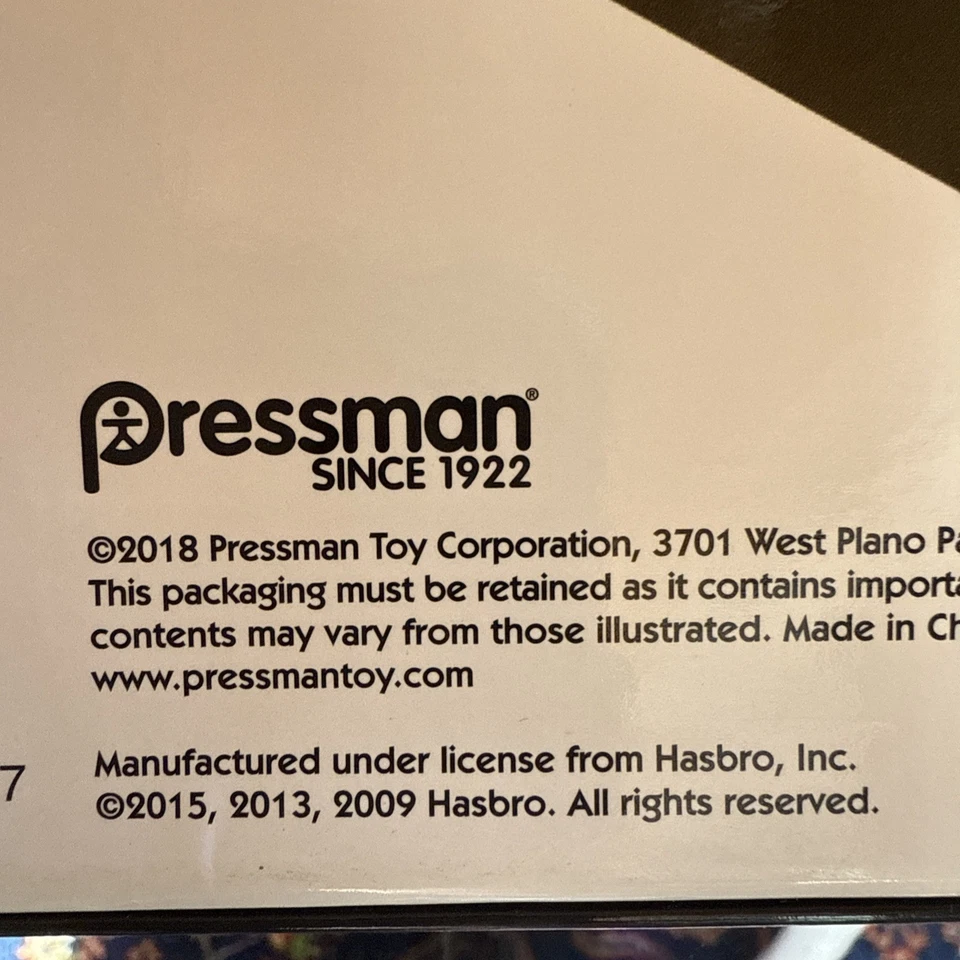 Pressman®
SINCE 1922
©2018 Pressman Toy Corporation, 3701 West Plano
This packaging must be retained as it contains
contents may vary from those illustrated. Made in
www.pressmantoy.com
7
Manufactured under license from Hasbro, Inc.
©2015, 2013, 2009 Hasbro. All rights reserved.